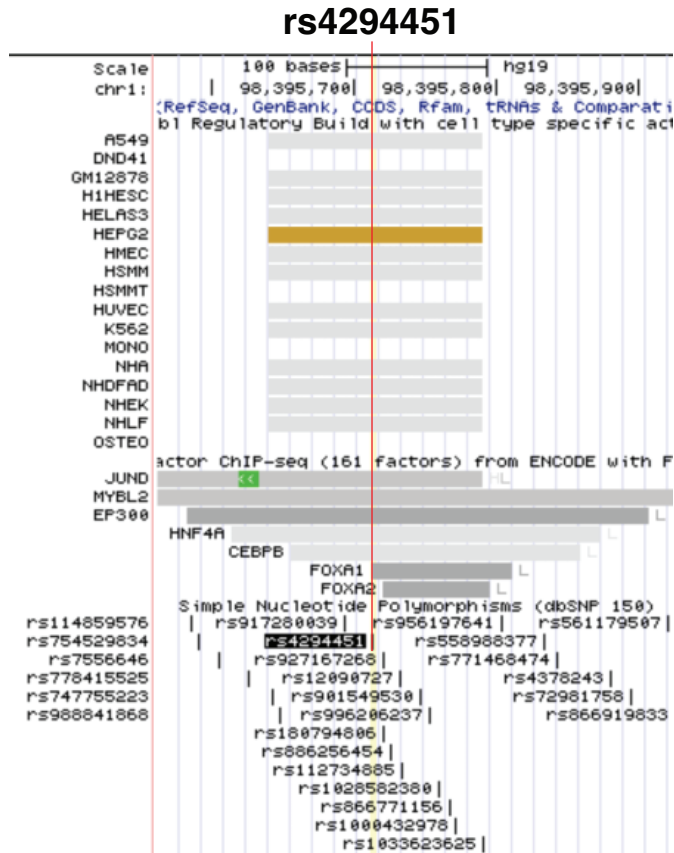 rs4294451
Scale 100 bases hg19
chr1: | 98,395,700| 98,395,800| 98,395,900|
(RefSeq, GenBank, CCDS, Rfam, tRNAs & Comparati
bl Regulatory Build with cell type specific act
A549
DND41
GM12878
H1HESC
HELAS3
HEPG2
HMEC
HSMM
HSMMT
HUVEC
K562
MONO
NHA
NHDFAD
NHEK
NHLF
OSTEO
actor ChIP-seq (161 factors) from ENCODE with F
JUND << HL
MYBL2
EP300 L
HNF4A L
CEBPB L
FOXA1 L
FOXA2 L
Simple Nucleotide Polymorphisms (dbSNP 150)
rs114859576 | rs917280039| rs956197641| rs561179507|
rs754529834 | rs4294451 rs558988377|
rs7556646 | rs927167268| rs771468474|
rs778415525 | rs12090727| rs4378243|
rs747755223 | rs901549530| rs72981758|
rs988841868 | rs996206237| rs866919833
rs180794806|
rs886256454|
rs112734885|
rs1028582380|
rs866771156|
rs1000432978|
rs1033623625|